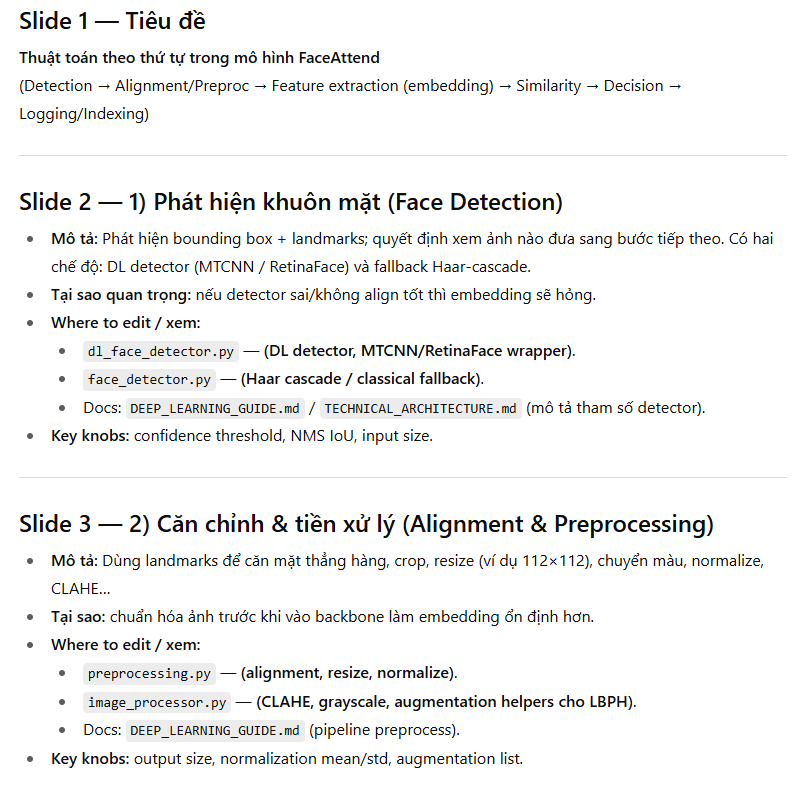 Slide 1 — Tiêu đề
Thuật toán theo thứ tự trong mô hình FaceAttend
(Detection → Alignment/Preproc → Feature extraction (embedding) → Similarity → Decision →
Logging/Indexing)
Slide 2 — 1) Phát hiện khuôn mặt (Face Detection)
• Mô tả: Phát hiện bounding box + landmarks; quyết định xem ảnh nào đưa sang bước tiếp theo. Có hai
chế độ: DL detector (MTCNN / RetinaFace) và fallback Haar-cascade.
• Tại sao quan trọng: nếu detector sai/không align tốt thì embedding sẽ hỏng.
• Where to edit / xem:
• dl_face_detector.py — (DL detector, MTCNN/RetinaFace wrapper).
• face_detector.py — (Haar cascade / classical fallback).
• Docs: DEEP_LEARNING_GUIDE.md / TECHNICAL_ARCHITECTURE.md (mô tả tham số detector).
• Key knobs: confidence threshold, NMS IoU, input size.
Slide 3 — 2) Căn chỉnh & tiền xử lý (Alignment & Preprocessing)
• Mô tả: Dùng landmarks để căn mặt thẳng hàng, crop, resize (ví dụ 112×112), chuyển màu, normalize,
CLAHE…
• Tại sao: chuẩn hóa ảnh trước khi vào backbone làm embedding ổn định hơn.
• Where to edit / xem:
• preprocessing.py — (alignment, resize, normalize).
• image_processor.py — (CLAHE, grayscale, augmentation helpers cho LBPH).
• Docs: DEEP_LEARNING_GUIDE.md (pipeline preprocess).
• Key knobs: output size, normalization mean/std, augmentation list.